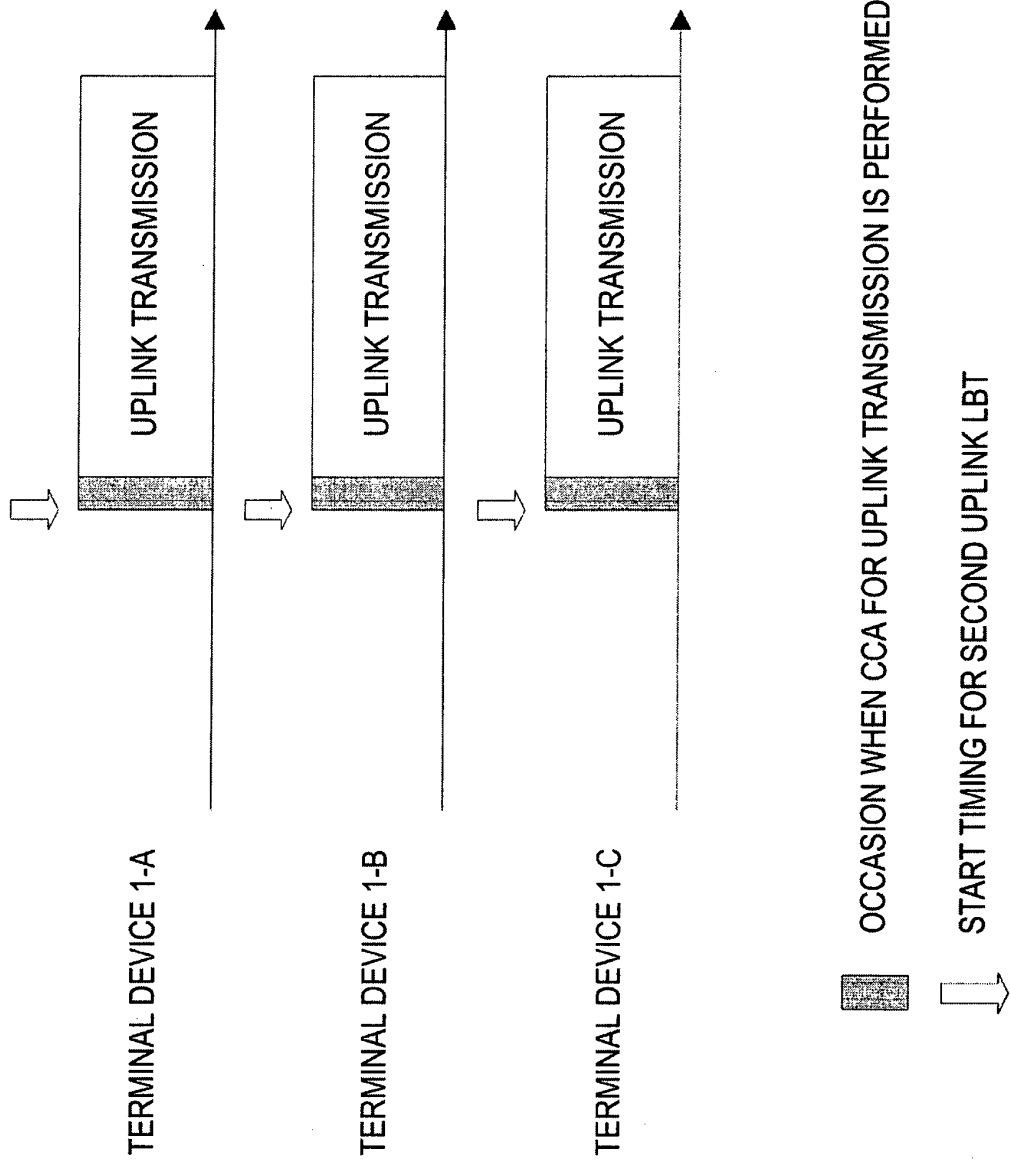 TERMINAL DEVICE 1-A
UPLINK TRANSMISSION
TERMINAL DEVICE 1-B
UPLINK TRANSMISSION
TERMINAL DEVICE 1-C
UPLINK TRANSMISSION
OCCASION WHEN CCA FOR UPLINK TRANSMISSION IS PERFORMED
START TIMING FOR SECOND UPLINK LBT